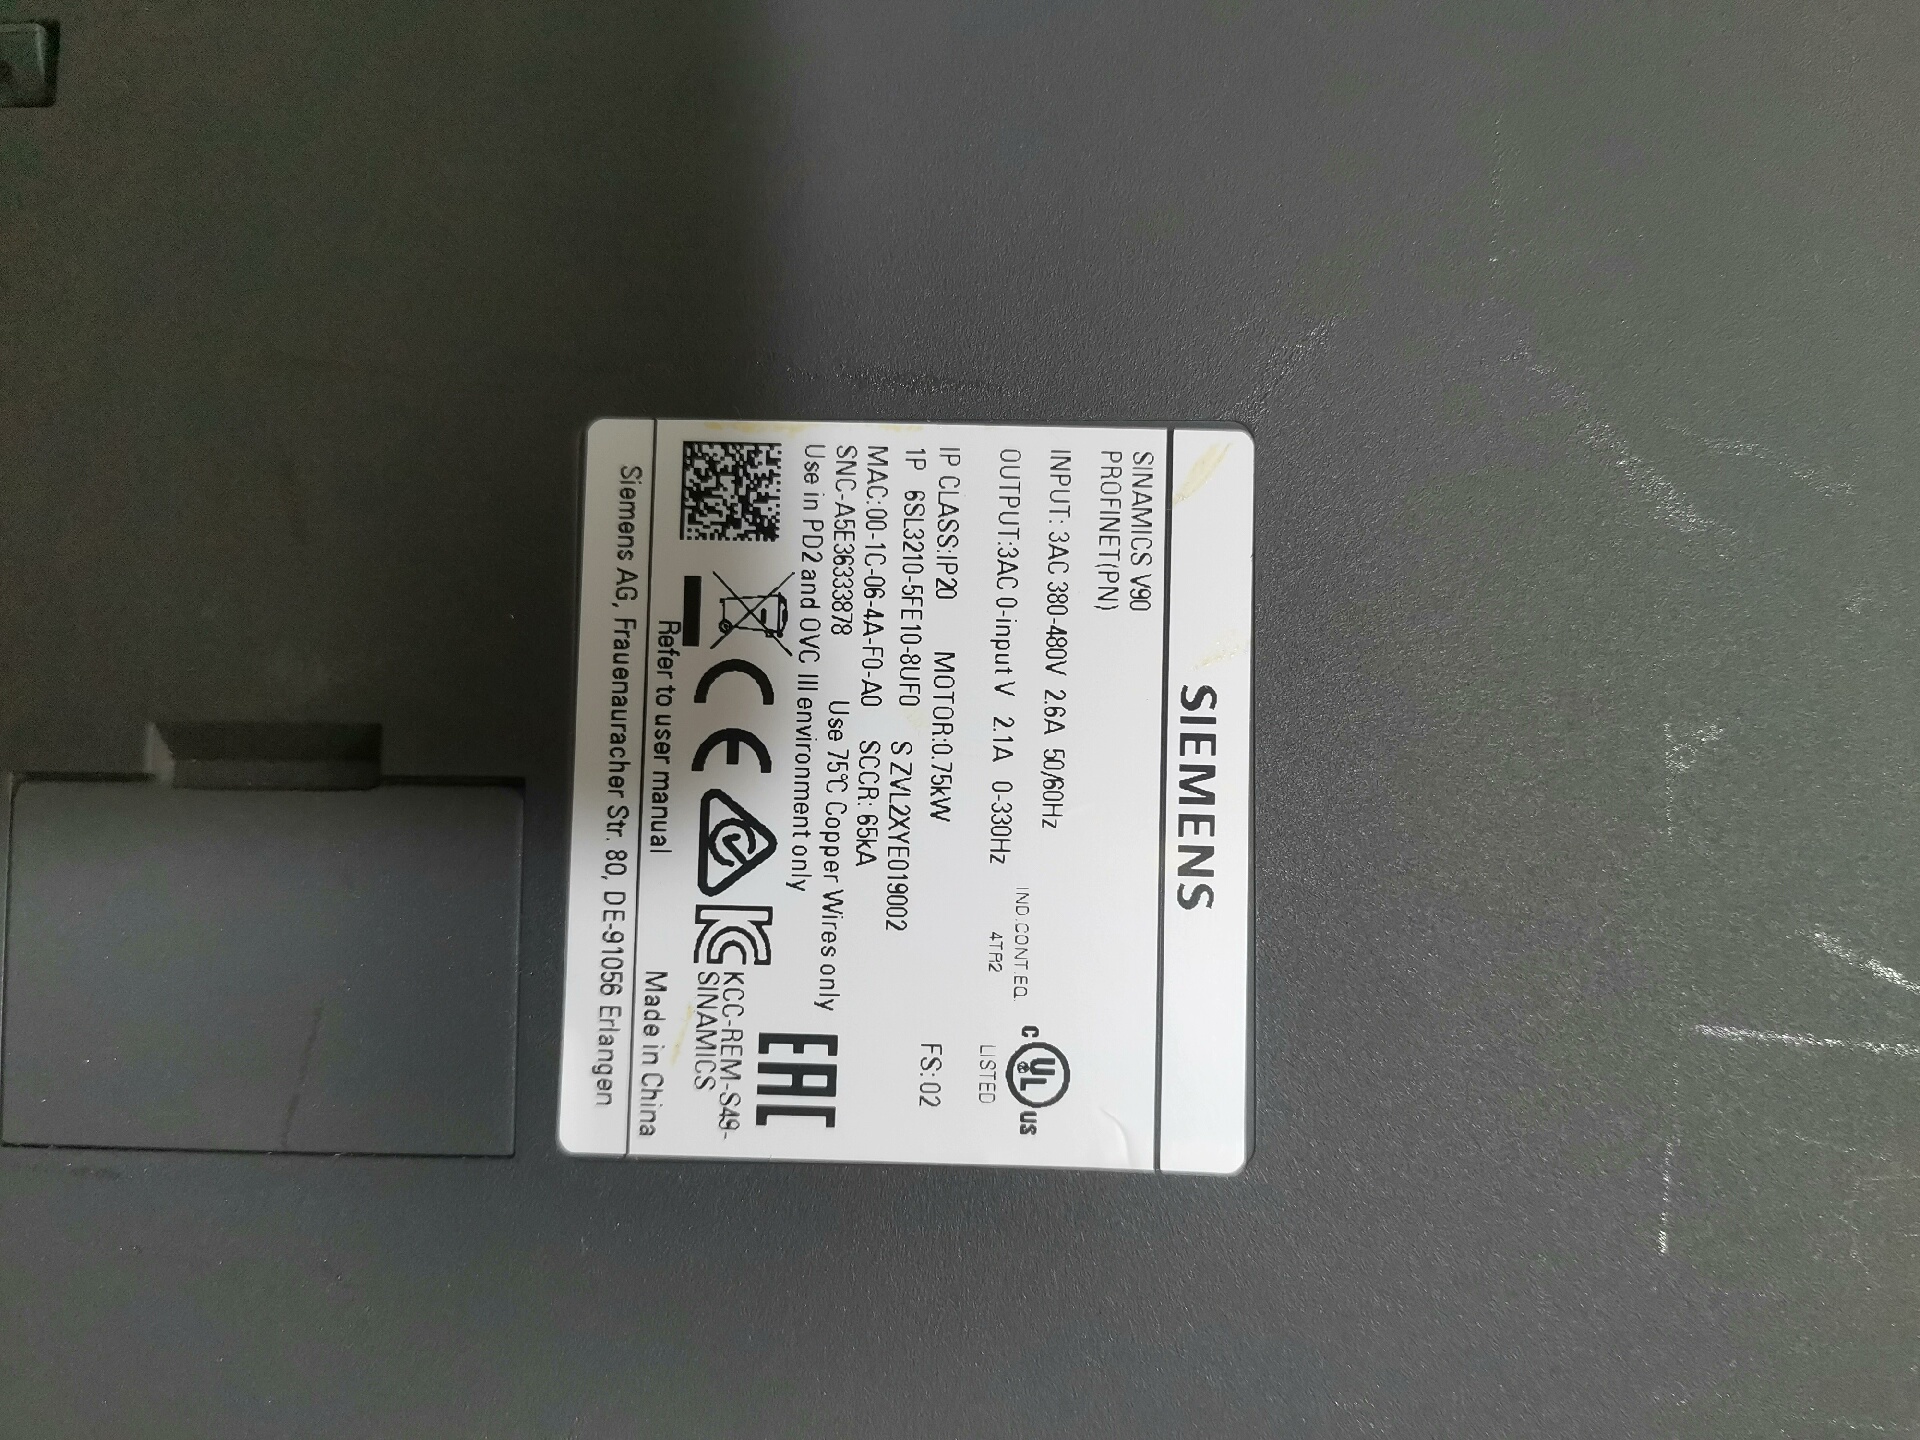 SIEMENS
SINAMICS V90
PROFINET(PN)
INPUT: 3AC 380-480V 2.6A 50/60Hz
OUTPUT:3AC 0-input V 2.1A 0-330Hz
IND.CONT.EQ.
4TR2
c UL us
LISTED
IP CLASS:IP20 MOTOR:0.75kW
1P 6SL3210-5FE10-8UF0 S ZVL2XYE019002 FS: 02
MAC:00-1C-06-4A-F0-A0 SCCR: 65kA
SNC-A5E36333878 Use 75℃ Copper Wires only
Use in PD2 and OVC III environment only
EAC
CE
KCC-REM-S49-
SINAMICS
Refer to user manual Made in China
Siemens AG, Frauenauracher Str. 80, DE-91056 Erlangen